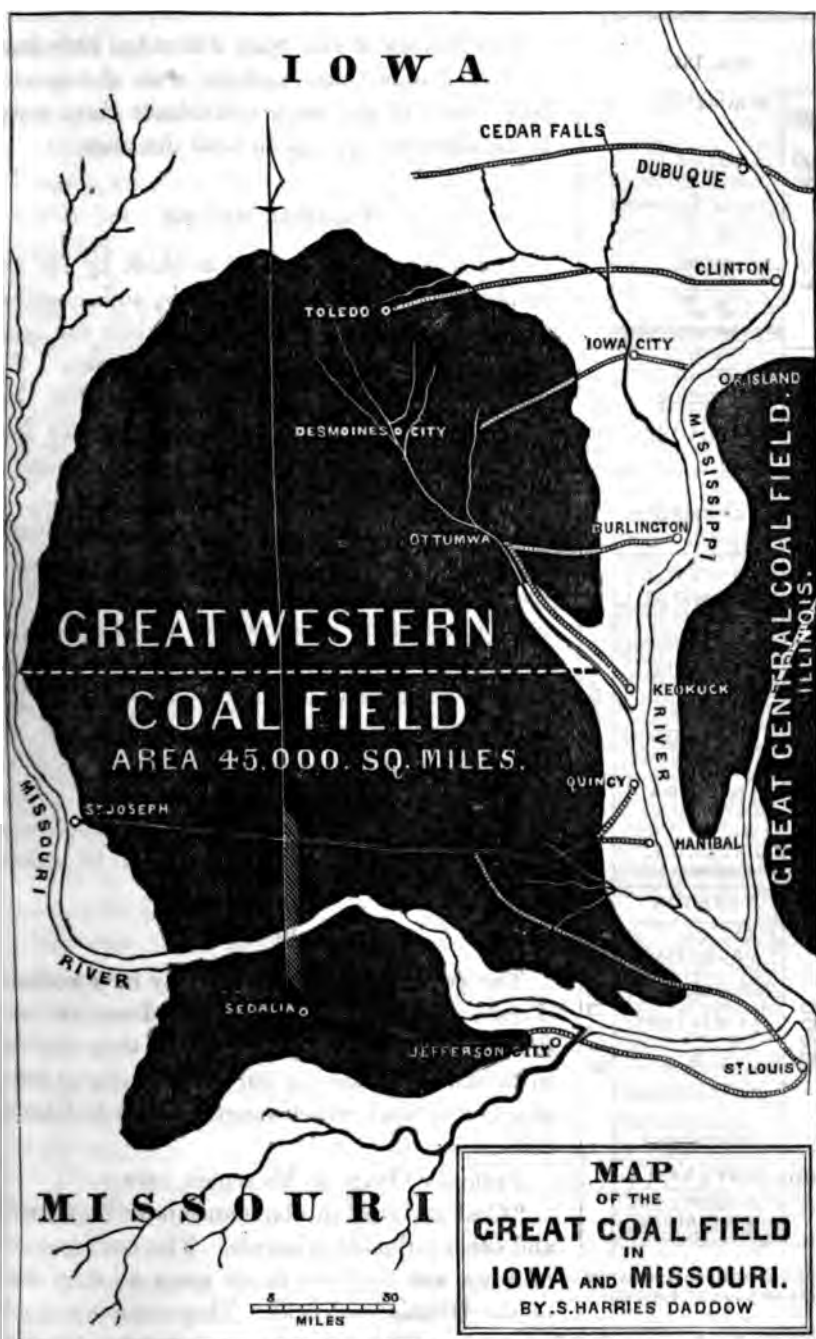 IOWA
CEDAR FALLS
DUBUQUE
CLINTON
TOLEDO
IOWA CITY
R.ISLAND
DESMOINES CITY
MISSISSIPPI
RIVER
GREAT CENTRAL COAL FIELD.
ILLINOIS.
BURLINGTON
OTTUMWA
GREAT WESTERN
COAL FIELD
AREA 45.000. SQ. MILES.
KEOKUCK
QUINCY
ST JOSEPH
HANIBAL
MISSOURI
RIVER
SEDALIA
JEFFERSON CITY
ST LOUIS
MISSOURI
MAP
OF THE
GREAT COAL FIELD
IN
IOWA AND MISSOURI.
BY. S. HARRIES DADDOW
MILES